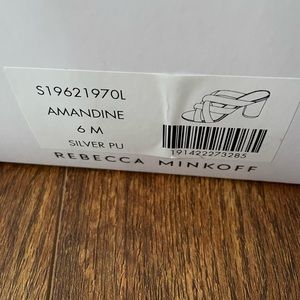 S19621970L
AMANDINE
6 M
SILVER PU
191422273285
REBECCA MINKOFF